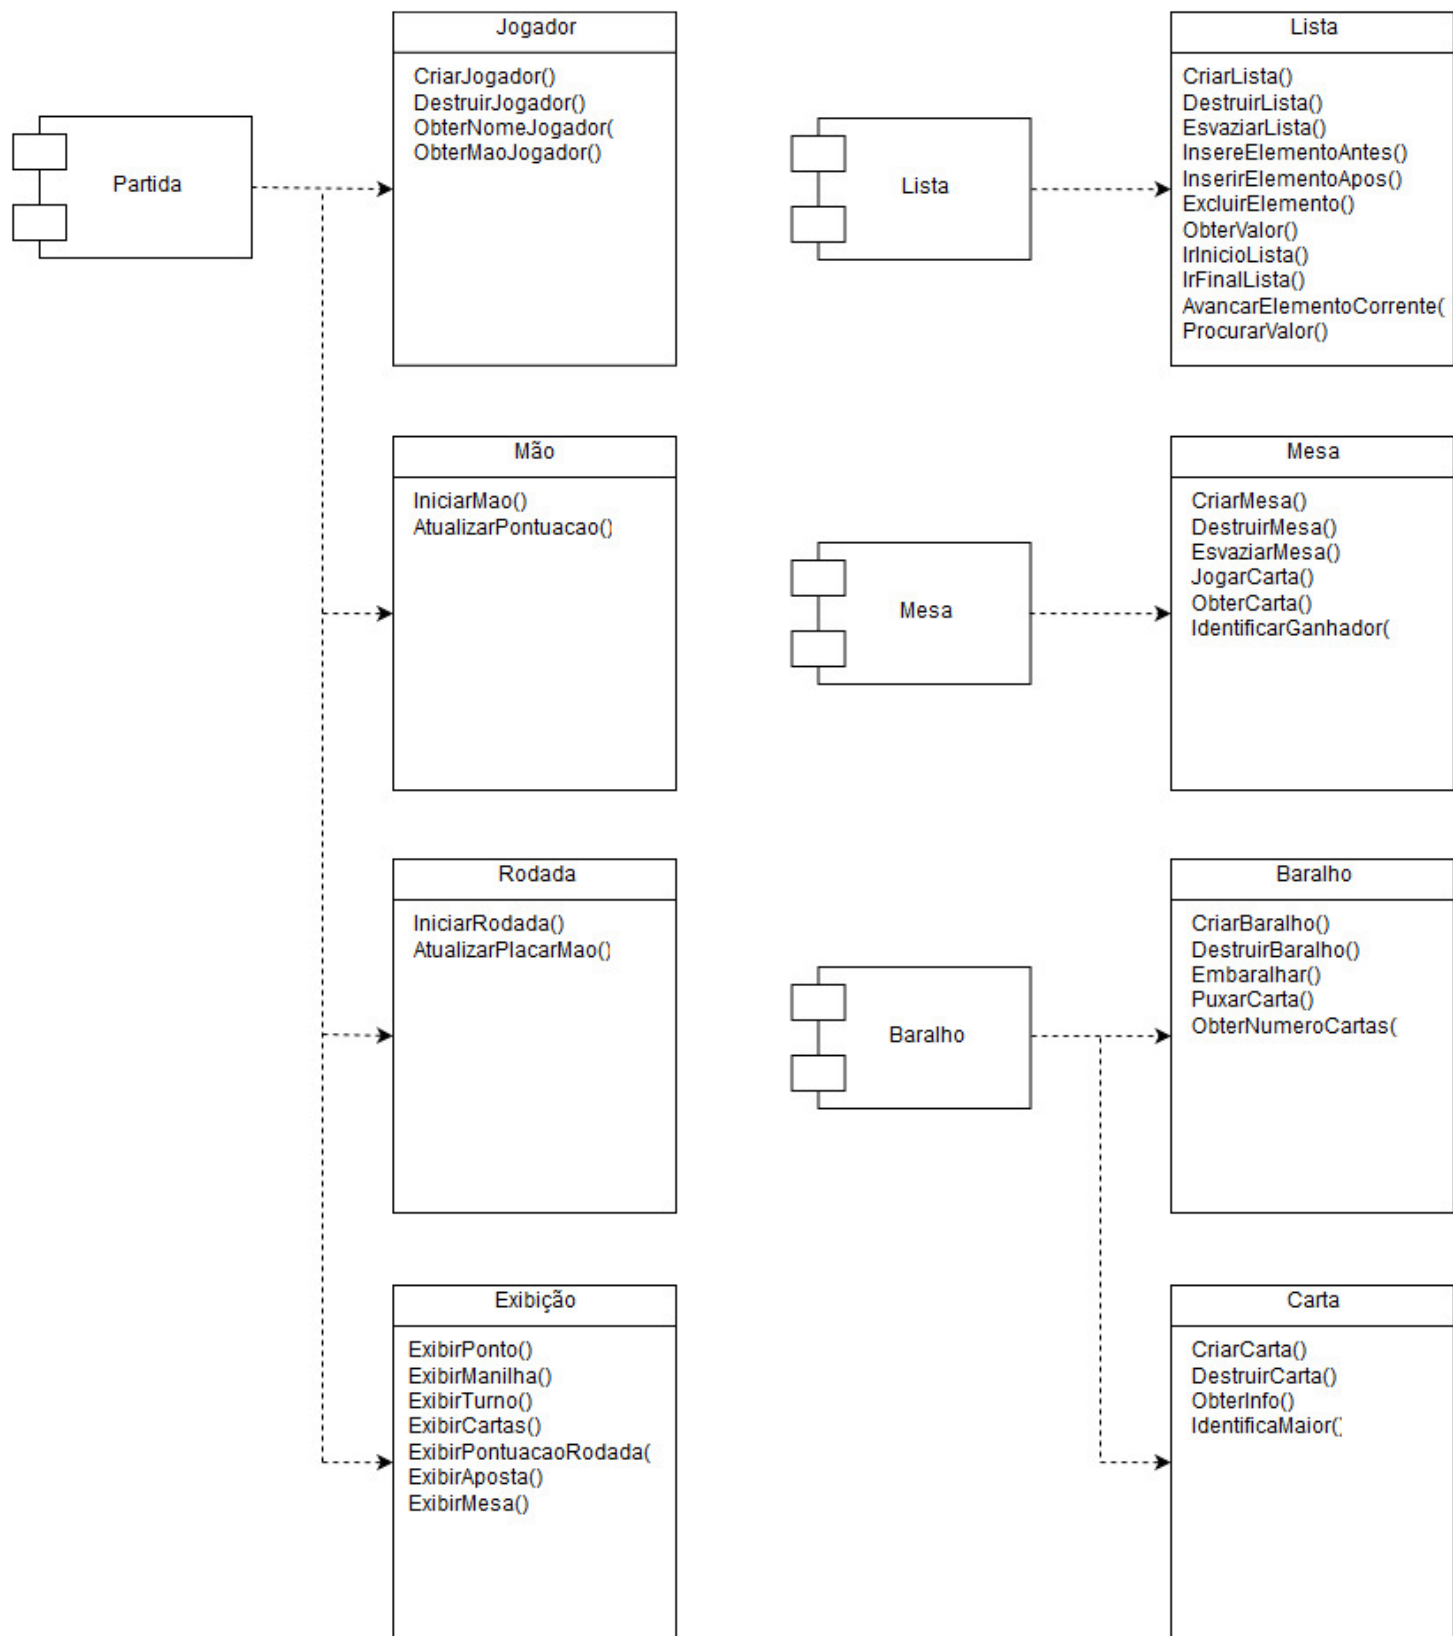 Jogador
CriarJogador()
DestruirJogador()
ObterNomeJogador(
ObterMaoJogador()
Partida
Mão
IniciarMao()
AtualizarPontuacao()
Rodada
IniciarRodada()
AtualizarPlacarMao()
Exibição
ExibirPonto()
ExibirManilha()
ExibirTurno()
ExibirCartas()
ExibirPontuacaoRodada(
ExibirAposta()
ExibirMesa()
Lista
CriarLista()
DestruirLista()
EsvaziarLista()
InsereElementoAntes()
InserirElementoApos()
ExcluirElemento()
ObterValor()
IrInicioLista()
IrFinalLista()
AvancarElementoCorrente(
ProcurarValor()
Lista
Mesa
CriarMesa()
DestruirMesa()
EsvaziarMesa()
JogarCarta()
ObterCarta()
IdentificarGanhador(
Mesa
Baralho
CriarBaralho()
DestruirBaralho()
Embaralhar()
PuxarCarta()
ObterNumeroCartas(
Baralho
Carta
CriarCarta()
DestruirCarta()
ObterInfo()
IdentificaMaior()